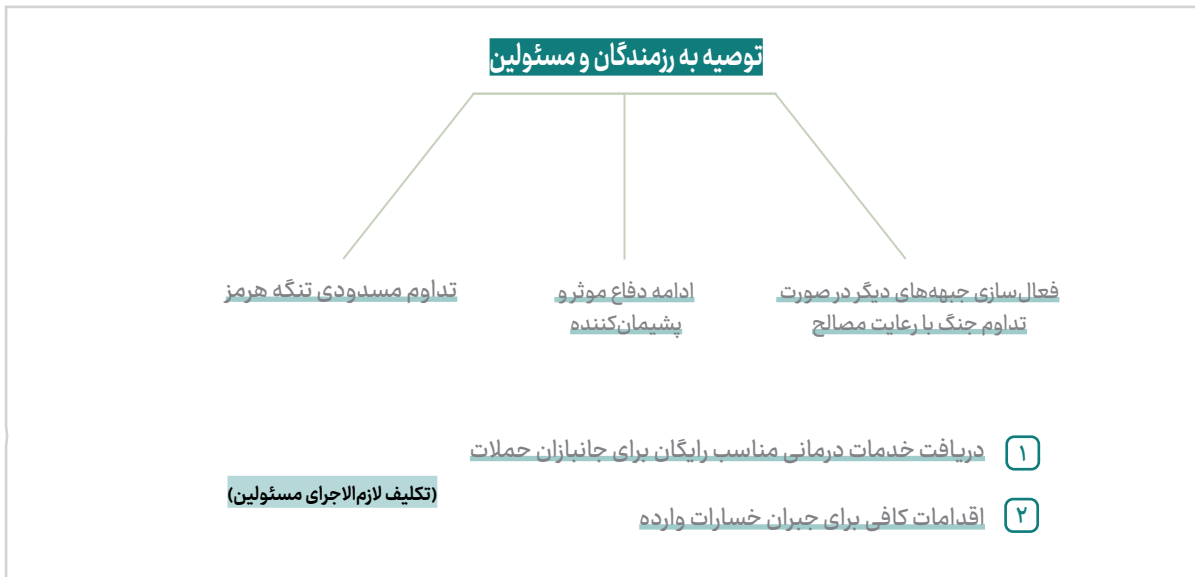 توصیه به رزمندگان و مسئولین
فعال‌سازی جبهه‌های دیگر در صورت
تداوم جنگ با رعایت مصالح
ادامه دفاع موثر و
پشیمان‌کننده
تداوم مسدودی تنگه هرمز
۱ دریافت خدمات درمانی مناسب رایگان برای جانبازان حملات
۲ اقدامات کافی برای جبران خسارات وارده
(تکلیف لازم‌الاجرای مسئولین)